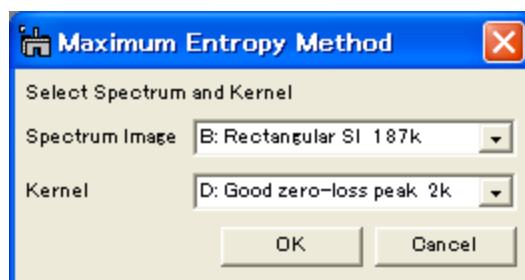 Maximum Entropy Method
Select Spectrum and Kernel
Spectrum Image B: Rectangular SI 187k
Kernel D: Good zero-loss peak 2k
OK Cancel